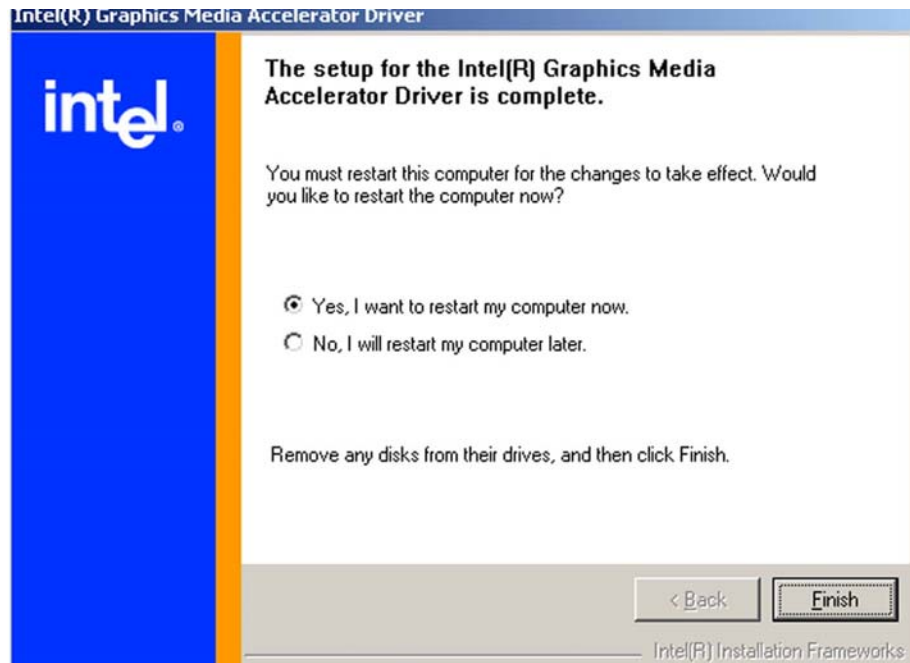 Intel(R) Graphics Media Accelerator Driver
intel®
The setup for the Intel(R) Graphics Media
Accelerator Driver is complete.
You must restart this computer for the changes to take effect. Would
you like to restart the computer now?
Yes, I want to restart my computer now.
No, I will restart my computer later.
Remove any disks from their drives, and then click Finish.
< Back
Finish
Intel(R) Installation Frameworks